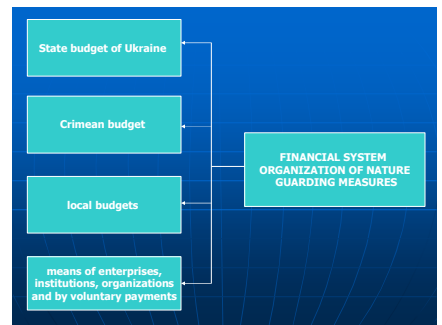 State budget of Ukraine
Crimean budget
FINANCIAL SYSTEM
ORGANIZATION OF NATURE
GUARDING MEASURES
local budgets
means of enterprises,
institutions, organizations
and by voluntary payments